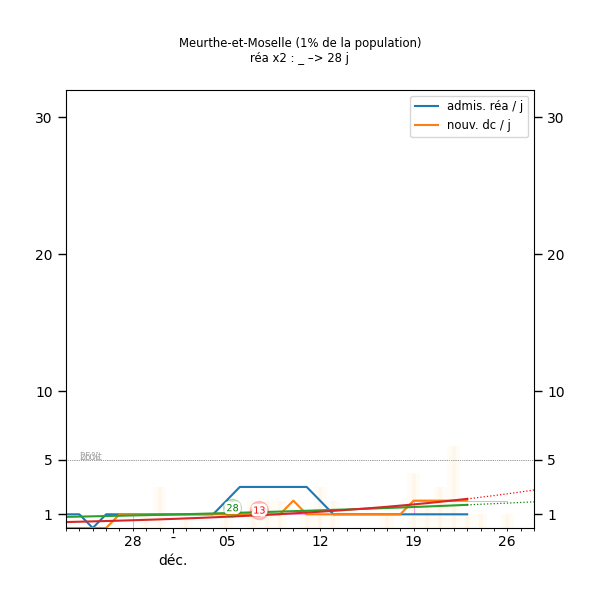 Meurthe-et-Moselle (1% de la population)
réa x2 : _ –> 28 j
admis. réa / j
nouv. dc / j
30 30
20 20
10 10
5 5
1 1
28 13
28 - 05 12 19 26
déc.